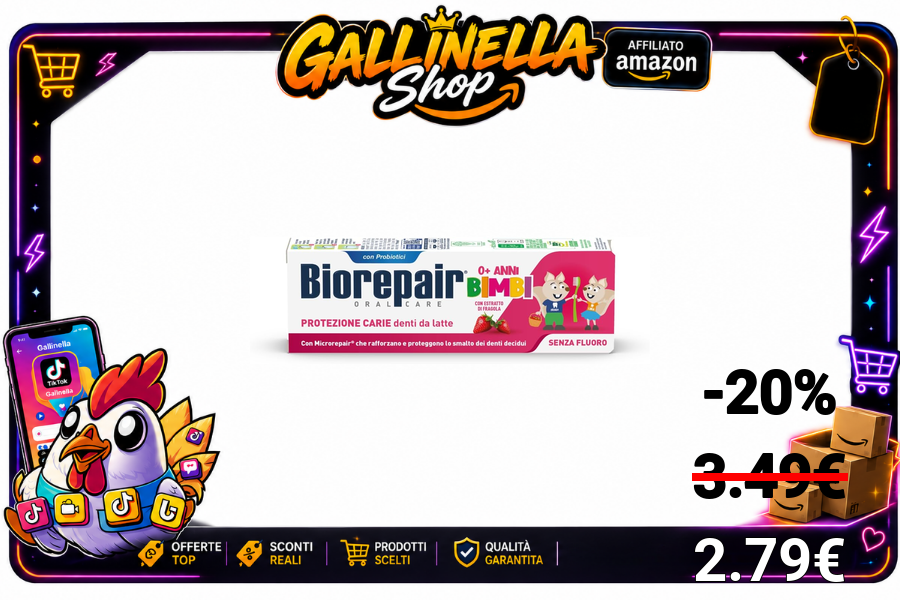 GALLINELLA
Shop
AFFILIATO
amazon
con Probiotici
Biorepair®
ORAL CARE
0+ ANNI
BIMBI
CON ESTRATTO
DI FRAGOLA
PROTEZIONE CARIE denti da latte
Con Microrepair® che rafforzano e proteggono lo smalto dei denti decidui
SENZA FLUORO
Gallinella
TikTok
Gallinella
-20%
3.49€
2.79€
OFFERTE
TOP
SCONTI
REALI
PRODOTTI
SCELTI
QUALITÀ
GARANTITA